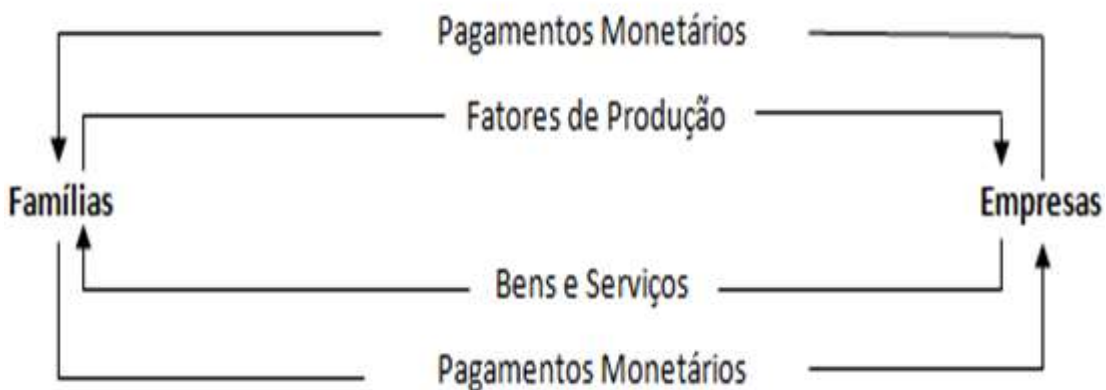 Pagamentos Monetários
Fatores de Produção
Famílias
Empresas
Bens e Serviços
Pagamentos Monetários